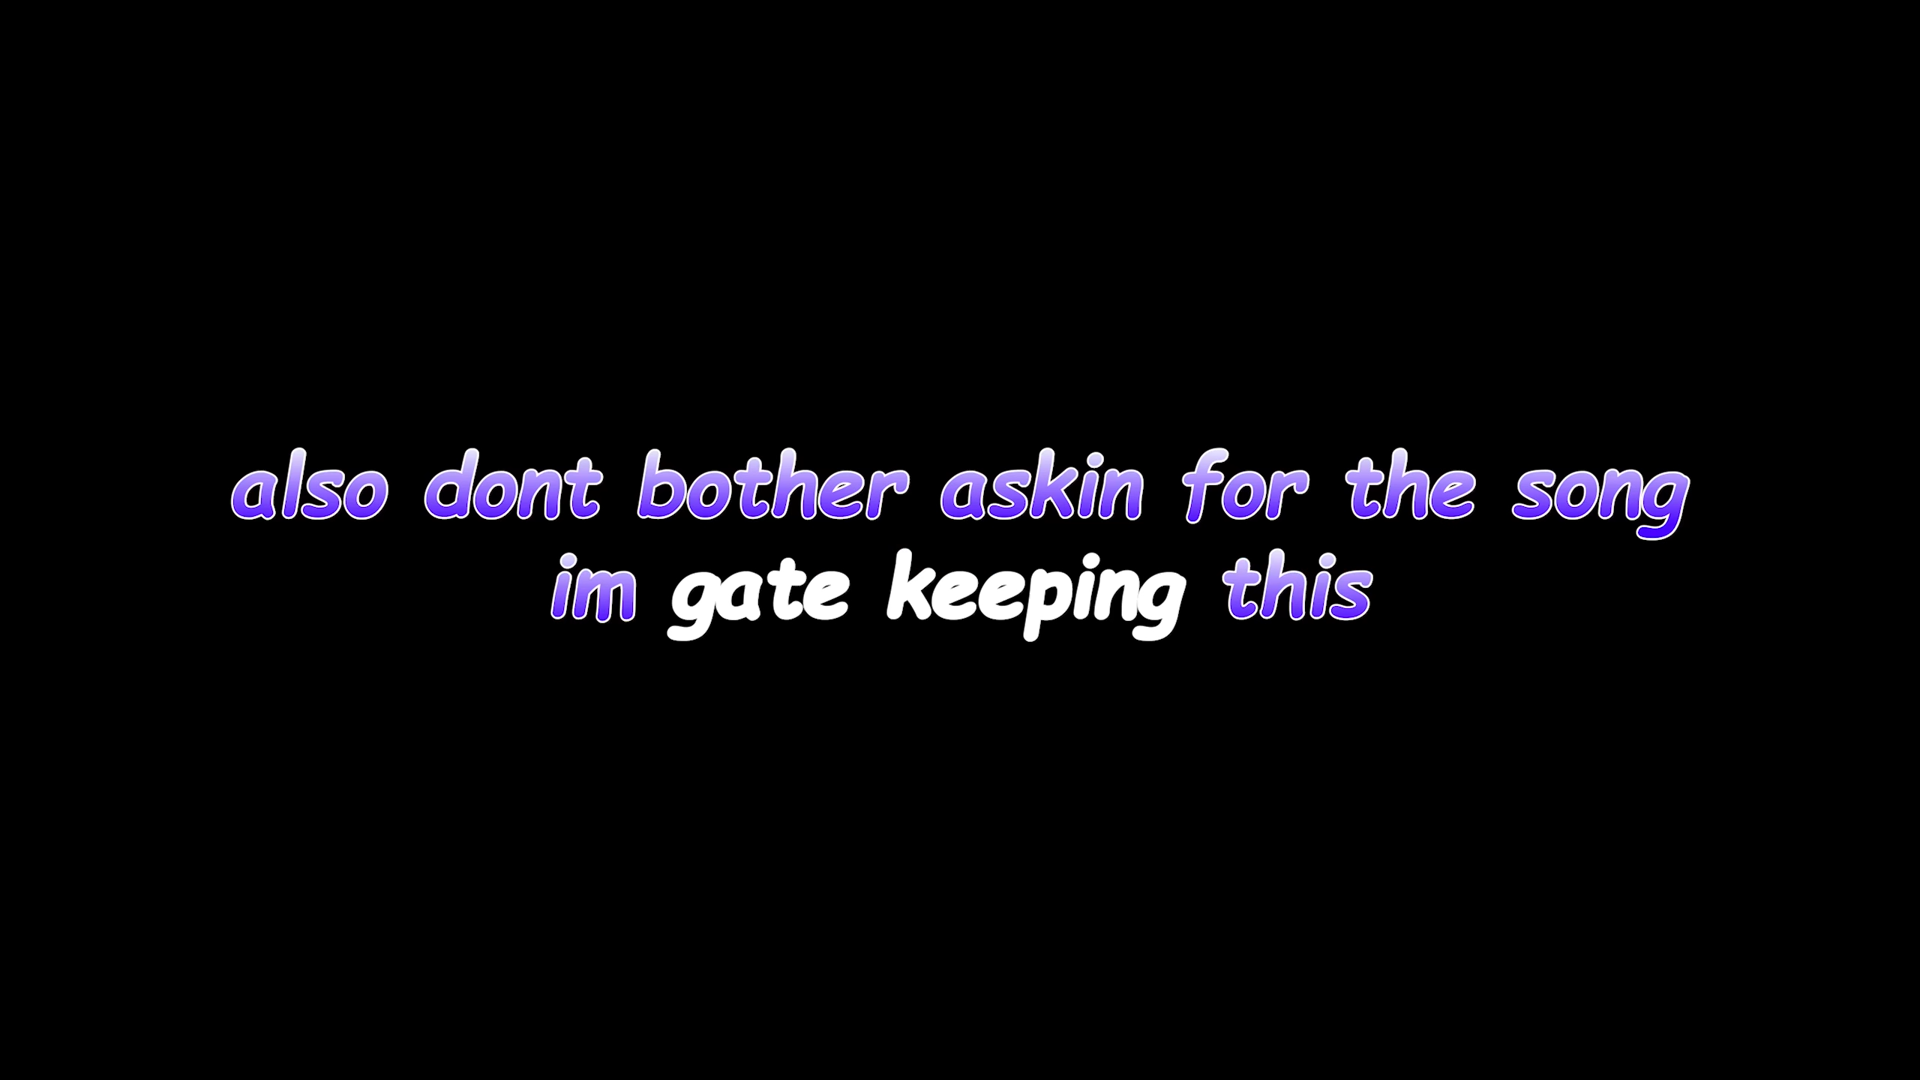 also dont bother askin for the song
im gate keeping this